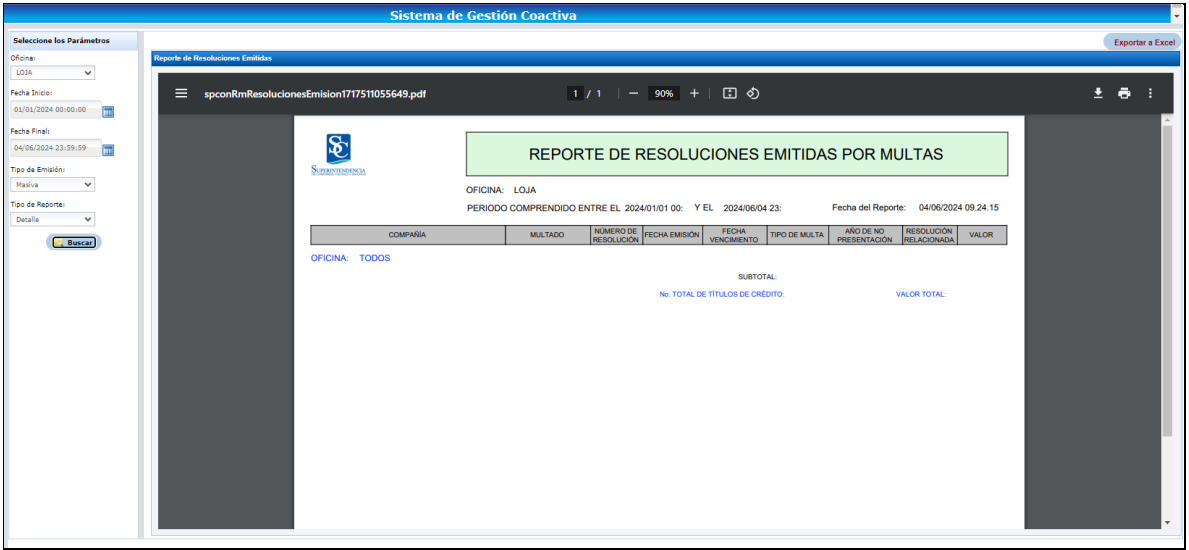 Sistema de Gestión Coactiva
Seleccione los Parámetros
Oficina:
LOJA
Fecha Inicio:
01/01/2024 00:00:00
Fecha Final:
04/06/2024 23:59:59
Tipo de Emisión:
Masiva
Tipo de Reporte:
Detalle
Buscar
Exportar a Excel
Reporte de Resoluciones Emitidas
spconRmResolucionesEmision1717511055649.pdf
1 / 1 | − 90% + |
SC
SUPERINTENDENCIA
REPORTE DE RESOLUCIONES EMITIDAS POR MULTAS
OFICINA: LOJA
PERIODO COMPRENDIDO ENTRE EL 2024/01/01 00: Y EL 2024/06/04 23: Fecha del Reporte: 04/06/2024 09.24.15
COMPAÑÍA MULTADO NÚMERO DE RESOLUCIÓN FECHA EMISIÓN FECHA VENCIMIENTO TIPO DE MULTA AÑO DE NO PRESENTACIÓN RESOLUCIÓN RELACIONADA VALOR
OFICINA: TODOS
SUBTOTAL:
No. TOTAL DE TÍTULOS DE CRÉDITO: VALOR TOTAL: